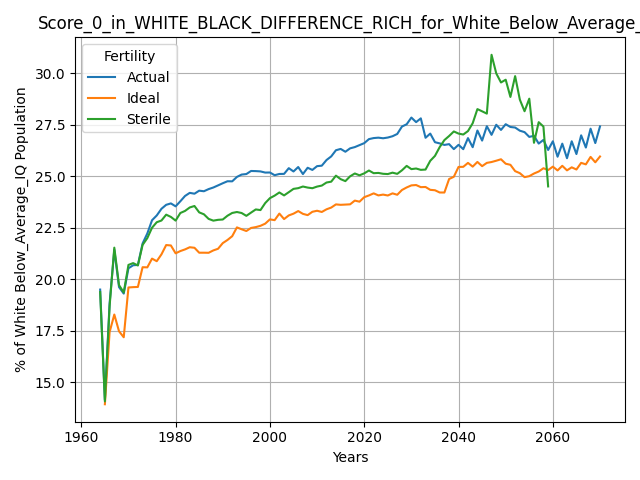 Score_0_in_WHITE_BLACK_DIFFERENCE_RICH_for_White_Below_Average_
Fertility
Actual
Ideal
Sterile
30.0
27.5
25.0
22.5
20.0
17.5
15.0
% of White Below_Average_IQ Population
1960
1980
2000
2020
2040
2060
Years